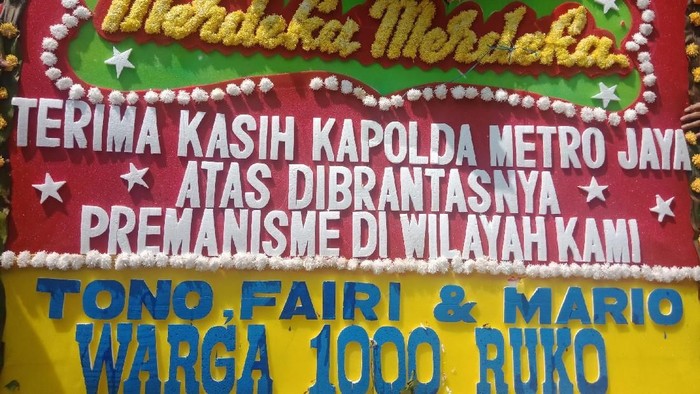 Merdeka Merdeka
TERIMA KASIH KAPOLDA METRO JAYA
ATAS DIBRANTASNYA
PREMANISME DI WILAYAH KAMI
TONO, FAIRI & MARIO
WARGA 1000 RUKO